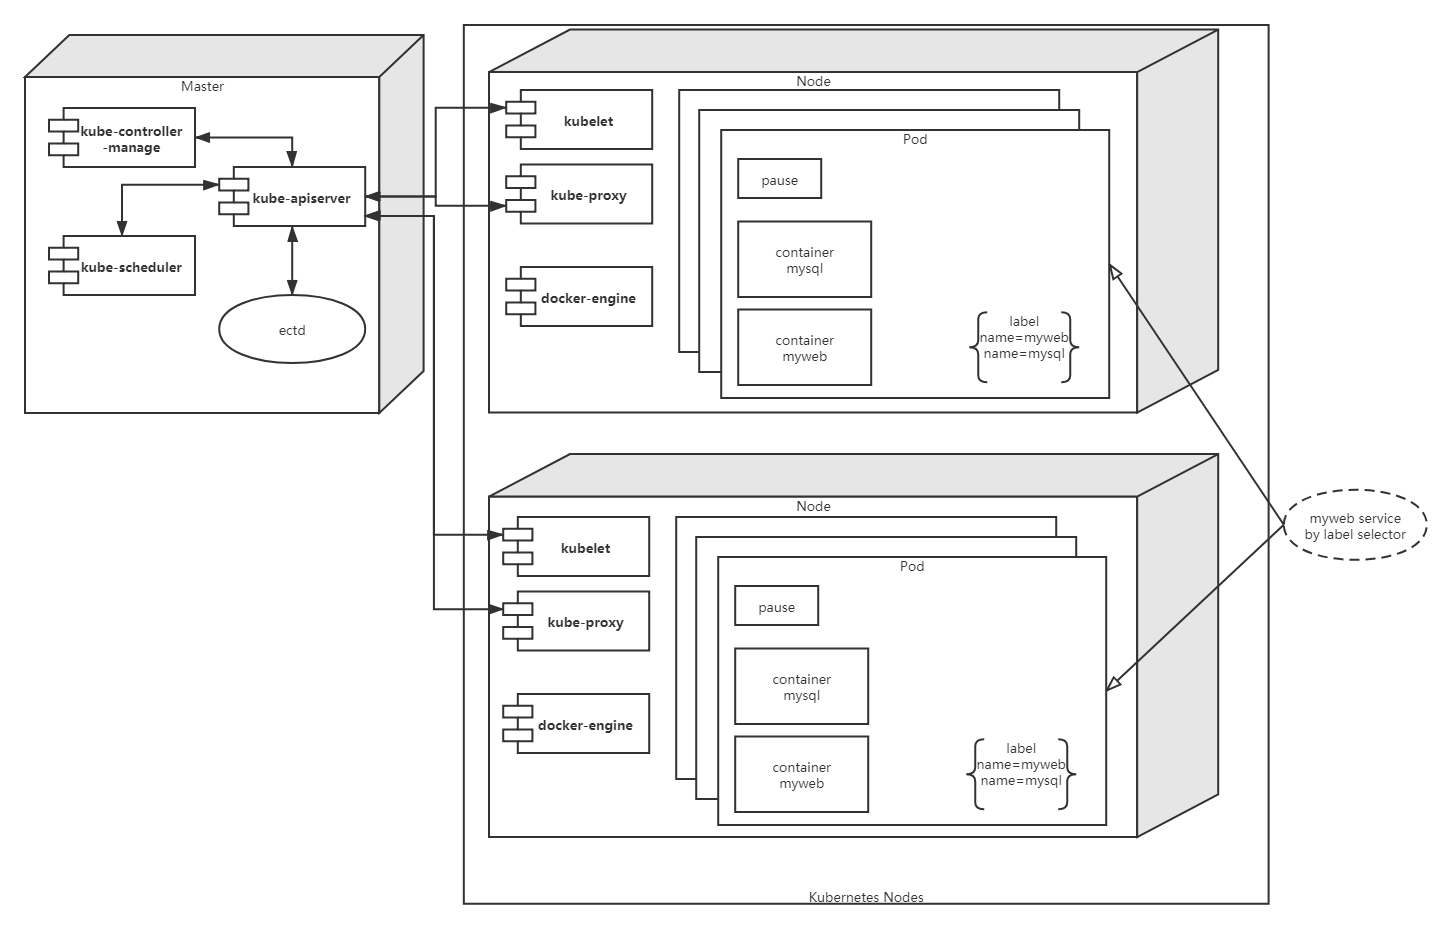 Master
kube-controller
-manage
kube-apiserver
kube-scheduler
ectd
Node
kubelet
kube-proxy
docker-engine
Pod
pause
container
mysql
container
myweb
label
name=myweb
name=mysql
Node
kubelet
kube-proxy
docker-engine
Pod
pause
container
mysql
container
myweb
label
name=myweb
name=mysql
myweb service
by label selector
Kubernetes Nodes